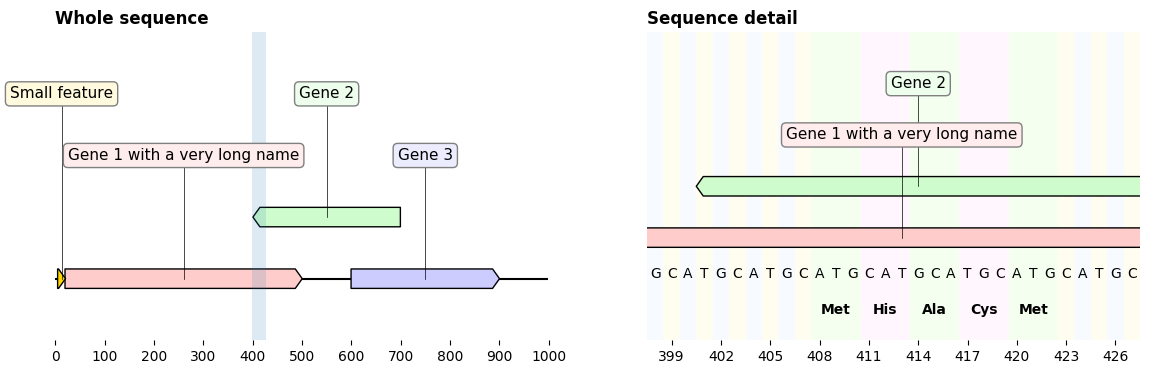 Whole sequence
Small feature
Gene 2
Gene 1 with a very long name
Gene 3
0 100 200 300 400 500 600 700 800 900 1000
Sequence detail
Gene 2
Gene 1 with a very long name
G C A T G C A T G C A T G C A T G C A T G C A T G C A T G C
Met His Ala Cys Met
399 402 405 408 411 414 417 420 423 426